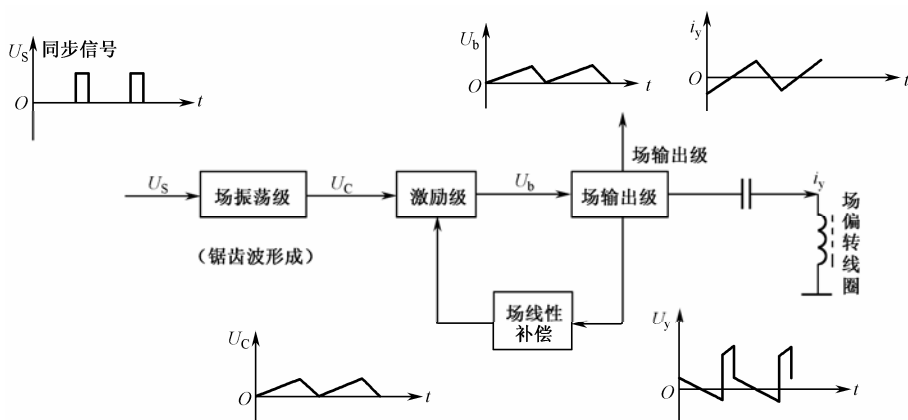 U_S 同步信号
O t
U_b
O t
i_y
O t
场输出级
U_S
场振荡级
U_C
激励级
U_b
场输出级
i_y
场偏转线圈
(锯齿波形成)
场线性
补偿
U_C
O t
U_y
O t